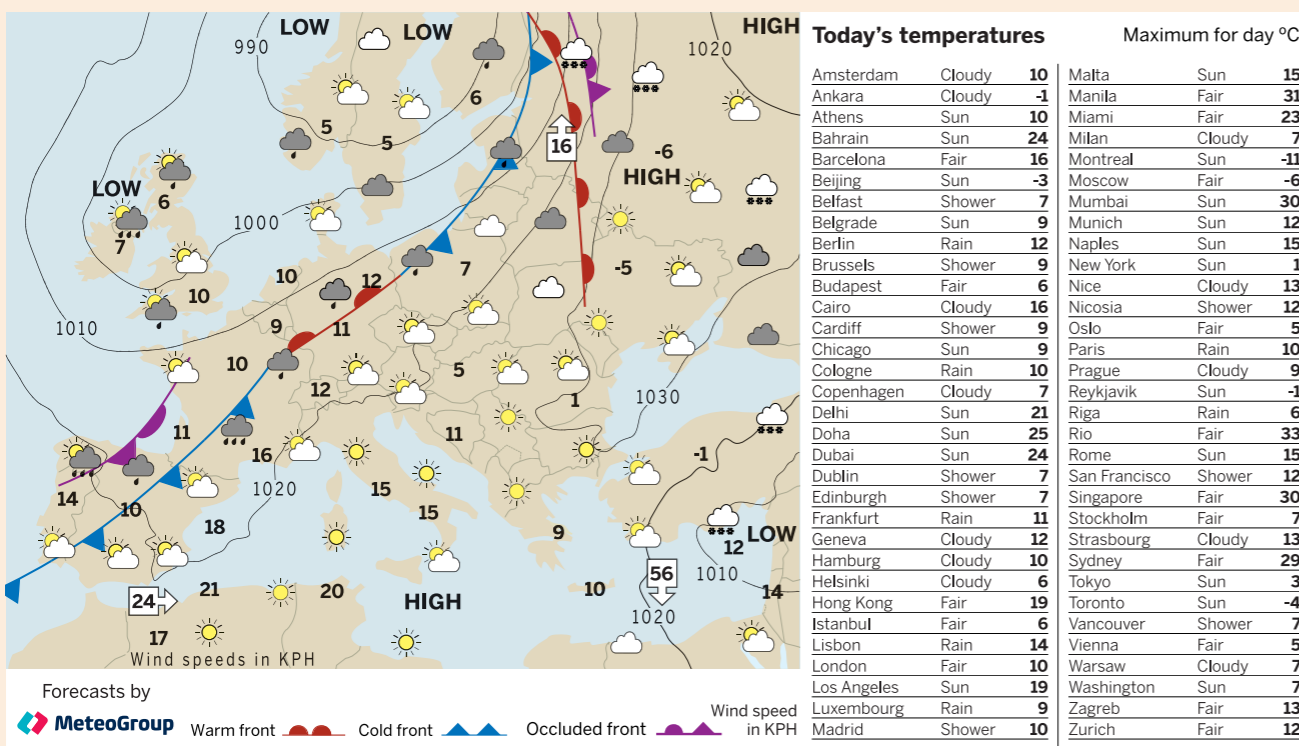 LOW
LOW
HIGH
990
1020
6
5
5
16
-6
HIGH
LOW
6
1000
7
10
12
7
-5
10
1010
9
11
10
12
5
1
1030
11
11
16
-1
1020
14
15
10
15
18
9
12
LOW
1010
56
24
21
20
HIGH
10
14
1020
17
Wind speeds in KPH
Forecasts by
MeteoGroup
Warm front
Cold front
Occluded front
Wind speed
in KPH
Today's temperatures
Maximum for day ºC
Amsterdam Cloudy 10
Ankara Cloudy -1
Athens Sun 10
Bahrain Sun 24
Barcelona Fair 16
Beijing Sun -3
Belfast Shower 7
Belgrade Sun 9
Berlin Rain 12
Brussels Shower 9
Budapest Fair 6
Cairo Cloudy 16
Cardiff Shower 9
Chicago Sun 9
Cologne Rain 10
Copenhagen Cloudy 7
Delhi Sun 21
Doha Sun 25
Dubai Sun 24
Dublin Shower 7
Edinburgh Shower 7
Frankfurt Rain 11
Geneva Cloudy 12
Hamburg Cloudy 10
Helsinki Cloudy 6
Hong Kong Fair 19
Istanbul Fair 6
Lisbon Rain 14
London Fair 10
Los Angeles Sun 19
Luxembourg Rain 9
Madrid Shower 10
Malta Sun 15
Manila Fair 31
Miami Fair 23
Milan Cloudy 7
Montreal Sun -11
Moscow Fair -6
Mumbai Sun 30
Munich Sun 12
Naples Sun 15
New York Sun 1
Nice Cloudy 13
Nicosia Shower 12
Oslo Fair 5
Paris Rain 10
Prague Cloudy 9
Reykjavik Sun -1
Riga Rain 6
Rio Fair 33
Rome Sun 15
San Francisco Shower 12
Singapore Fair 30
Stockholm Fair 7
Strasbourg Cloudy 13
Sydney Fair 29
Tokyo Sun 3
Toronto Sun -4
Vancouver Shower 7
Vienna Fair 5
Warsaw Cloudy 7
Washington Sun 7
Zagreb Fair 13
Zurich Fair 12